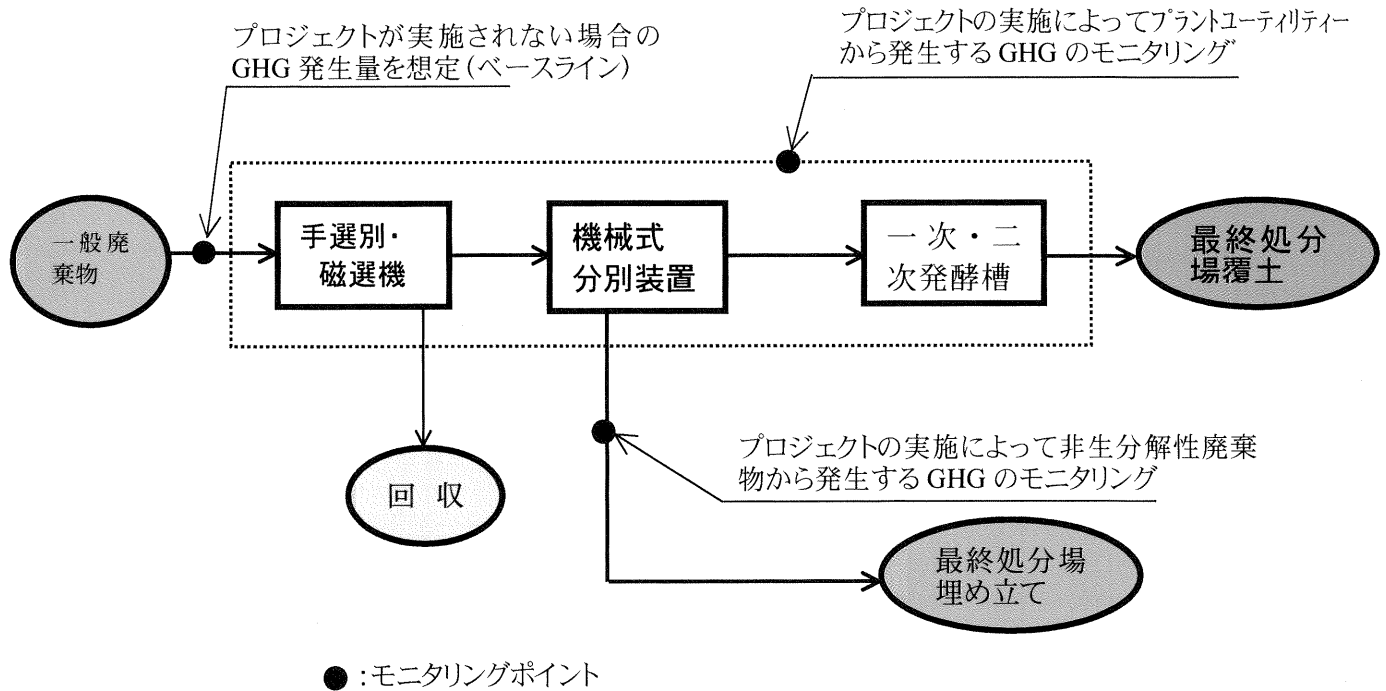 プロジェクトが実施されない場合の
GHG 発生量を想定(ベースライン)
プロジェクトの実施によってプラントユーティリティー
から発生するGHGのモニタリング
一般廃
棄物
手選別・
磁選機
機械式
分別装置
一次・二
次発酵槽
最終処分
場覆土
回 収
プロジェクトの実施によって非生分解性廃棄
物から発生するGHGのモニタリング
最終処分場
埋め立て
●:モニタリングポイント